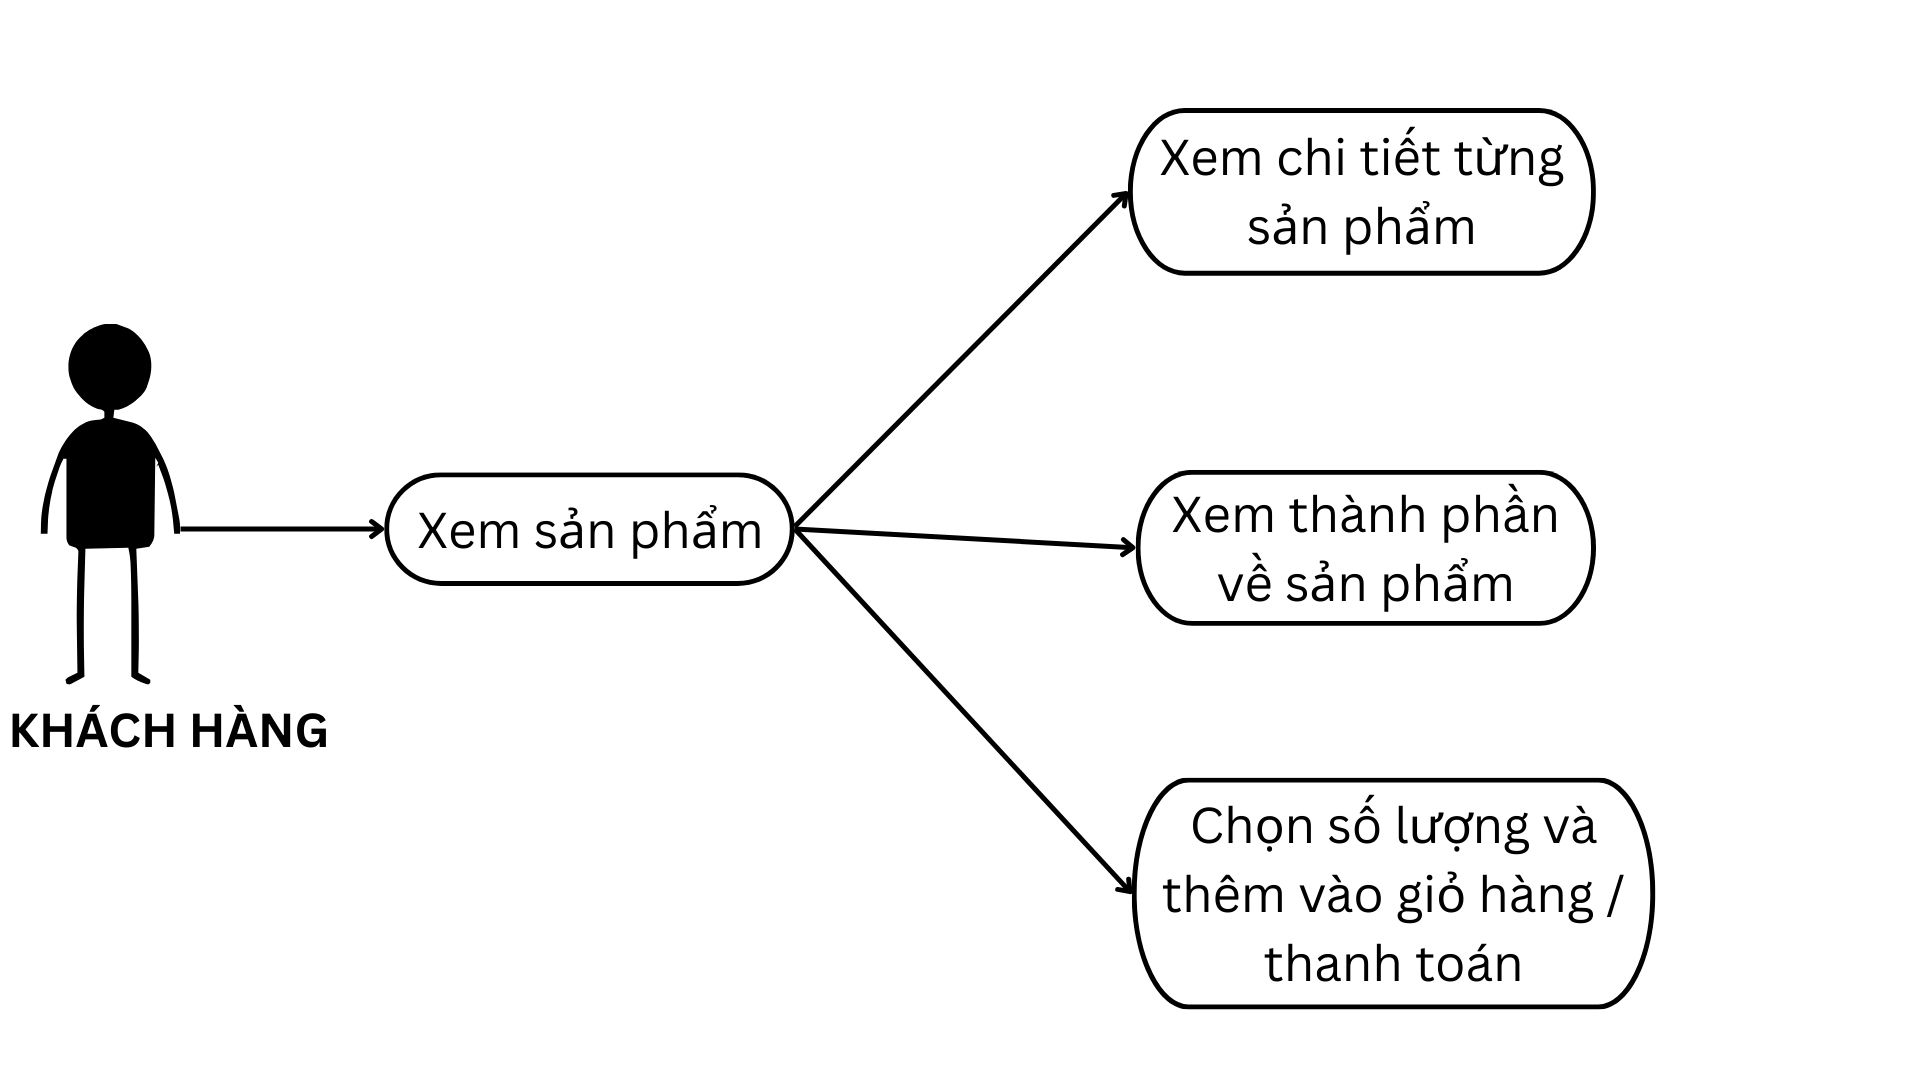 Xem chi tiết từng
sản phẩm
Xem sản phẩm
Xem thành phần
về sản phẩm
KHÁCH HÀNG
Chọn số lượng và
thêm vào giỏ hàng /
thanh toán